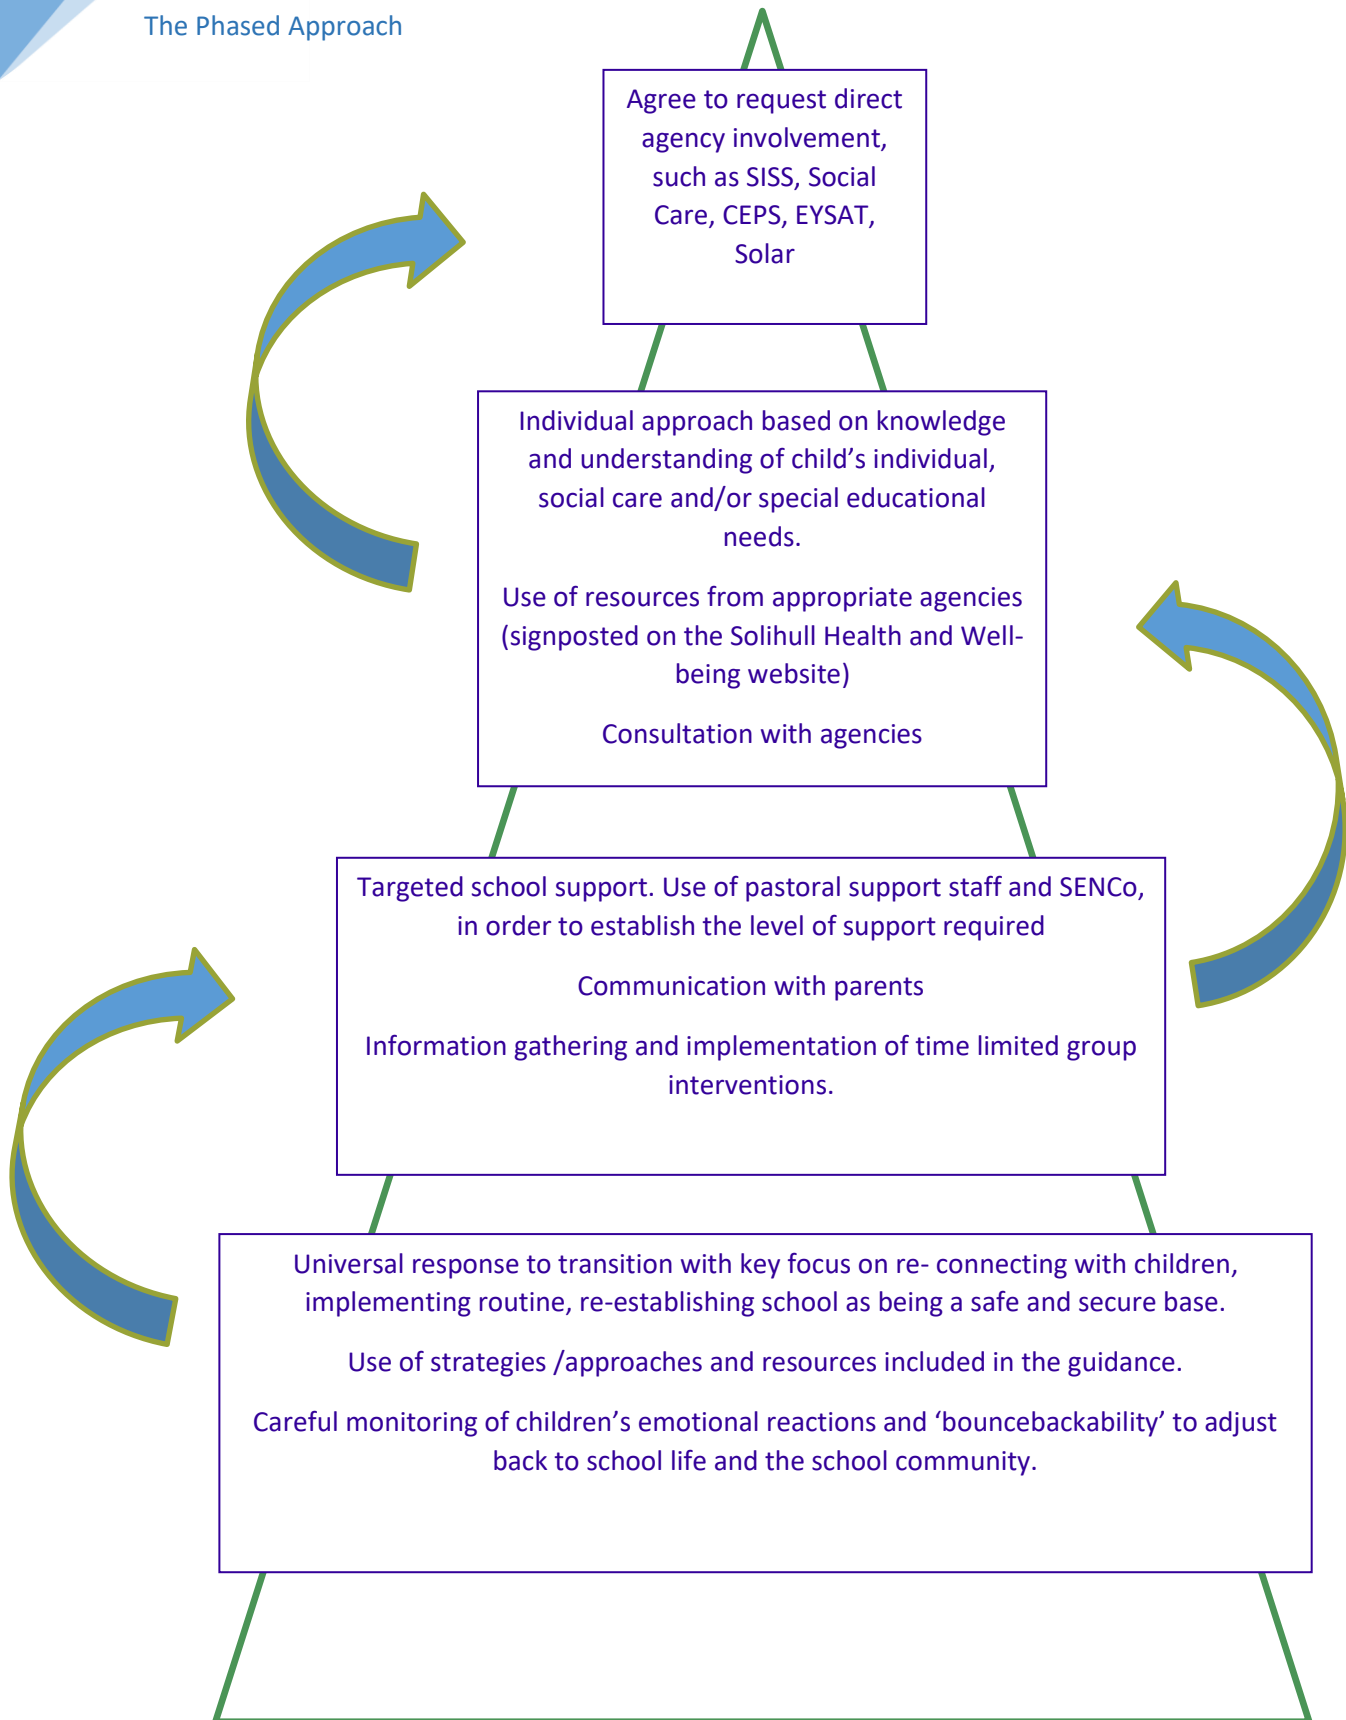 The Phased Approach
Agree to request direct
agency involvement,
such as SISS, Social
Care, CEPS, EYSAT,
Solar
Individual approach based on knowledge
and understanding of child’s individual,
social care and/or special educational
needs.
Use of resources from appropriate agencies
(signposted on the Solihull Health and Well-
being website)
Consultation with agencies
Targeted school support. Use of pastoral support staff and SENCo,
in order to establish the level of support required
Communication with parents
Information gathering and implementation of time limited group
interventions.
Universal response to transition with key focus on re- connecting with children,
implementing routine, re-establishing school as being a safe and secure base.
Use of strategies /approaches and resources included in the guidance.
Careful monitoring of children’s emotional reactions and ‘bouncebackability’ to adjust
back to school life and the school community.